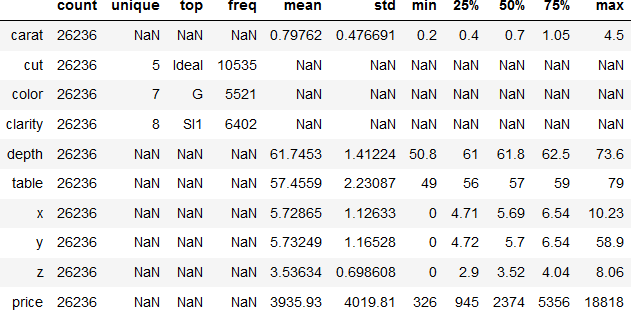 count unique top freq mean std min 25% 50% 75% max
carat 26236 NaN NaN NaN 0.79762 0.476691 0.2 0.4 0.7 1.05 4.5
cut 26236 5 Ideal 10535 NaN NaN NaN NaN NaN NaN NaN
color 26236 7 G 5521 NaN NaN NaN NaN NaN NaN NaN
clarity 26236 8 SI1 6402 NaN NaN NaN NaN NaN NaN NaN
depth 26236 NaN NaN NaN 61.7453 1.41224 50.8 61 61.8 62.5 73.6
table 26236 NaN NaN NaN 57.4559 2.23087 49 56 57 59 79
x 26236 NaN NaN NaN 5.72865 1.12633 0 4.71 5.69 6.54 10.23
y 26236 NaN NaN NaN 5.73249 1.16528 0 4.72 5.7 6.54 58.9
z 26236 NaN NaN NaN 3.53634 0.698608 0 2.9 3.52 4.04 8.06
price 26236 NaN NaN NaN 3935.93 4019.81 326 945 2374 5356 18818